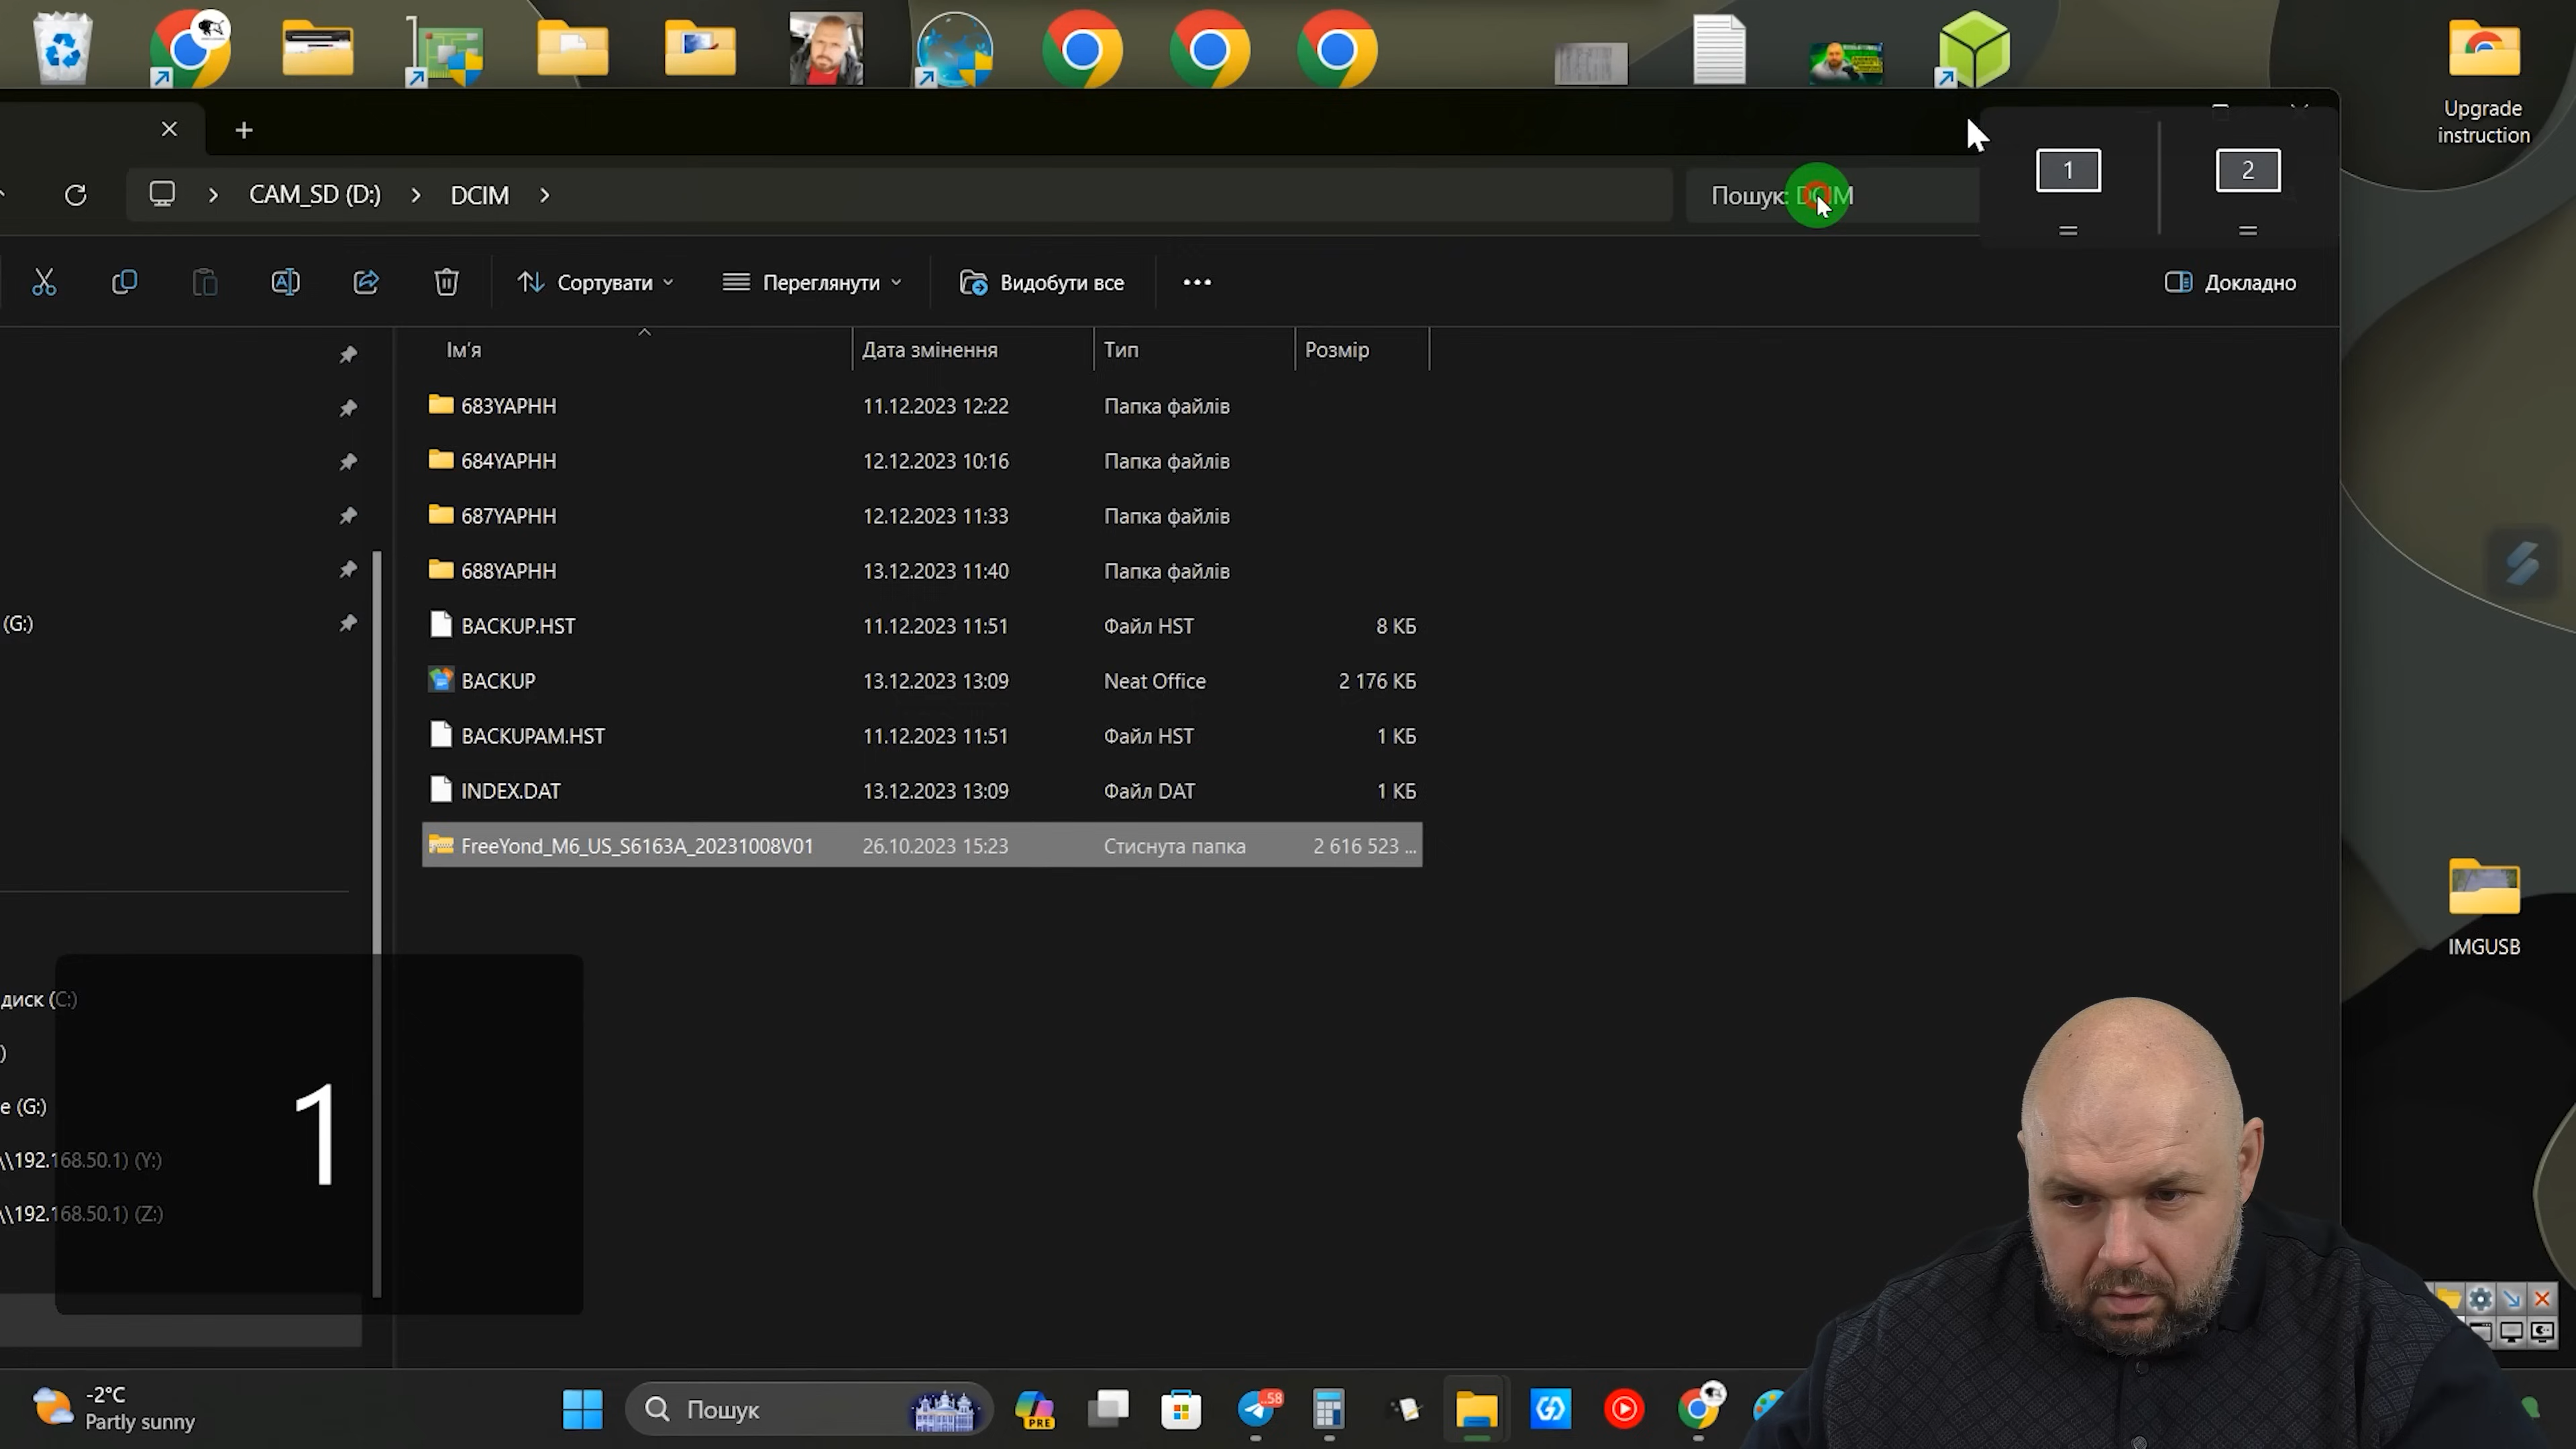 Upgrade
instruction
1
2
CAM_SD (D:)
DCIM
Пошук: DCIM
Сортувати
Переглянути
Видобути все
Докладно
Ім'я
Дата змінення
Тип
Розмір
683YAPHH 11.12.2023 12:22 Папка файлів
684YAPHH 12.12.2023 10:16 Папка файлів
687YAPHH 12.12.2023 11:33 Папка файлів
688YAPHH 13.12.2023 11:40 Папка файлів
(G:)
BACKUP.HST 11.12.2023 11:51 Файл HST 8 КБ
BACKUP 13.12.2023 13:09 Neat Office 2 176 КБ
BACKUPAM.HST 11.12.2023 11:51 Файл HST 1 КБ
INDEX.DAT 13.12.2023 13:09 Файл DAT 1 КБ
FreeYond_M6_US_S6163A_20231008V01 26.10.2023 15:23 Стиснута папка 2 616 523 ...
IMGUSB
диск (C:)
)
e (G:)
\\192.168.50.1) (Y:)
\\192.168.50.1) (Z:)
1
-2°C
Partly sunny
Пошук
PRE
58